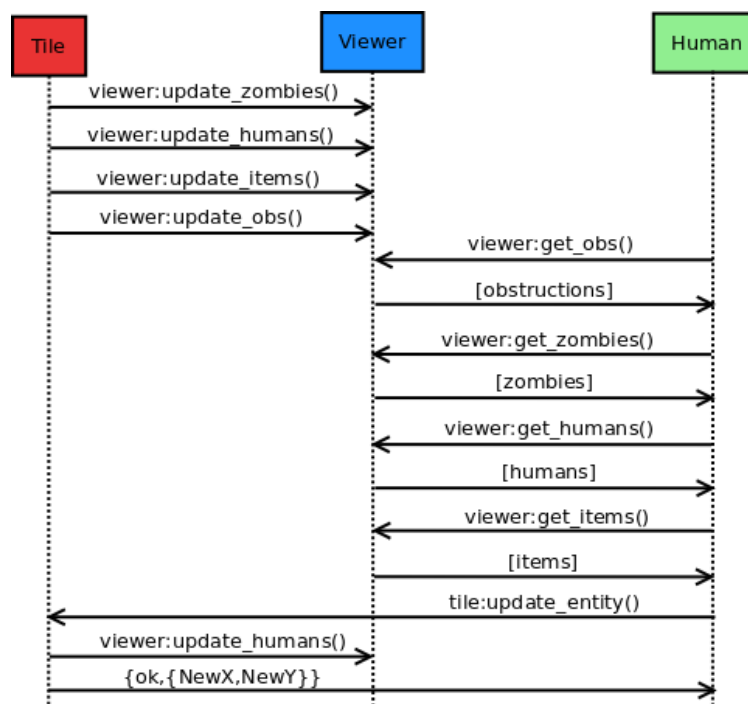 Tile
Viewer
Human
viewer:update_zombies()
viewer:update_humans()
viewer:update_items()
viewer:update_obs()
viewer:get_obs()
[obstructions]
viewer:get_zombies()
[zombies]
viewer:get_humans()
[humans]
viewer:get_items()
[items]
tile:update_entity()
viewer:update_humans()
{ok,{NewX,NewY}}